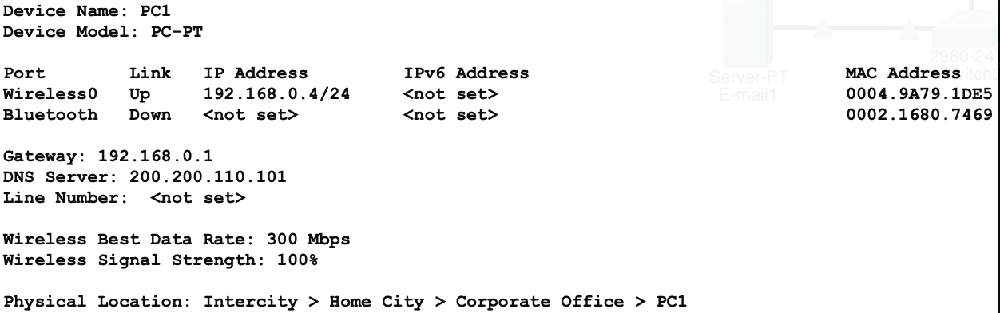 Device Name: PC1
Device Model: PC-PT
Port Link IP Address IPv6 Address MAC Address
Wireless0 Up 192.168.0.4/24 <not set> 0004.9A79.1DE5
Bluetooth Down <not set> <not set> 0002.1680.7469
Gateway: 192.168.0.1
DNS Server: 200.200.110.101
Line Number: <not set>
Wireless Best Data Rate: 300 Mbps
Wireless Signal Strength: 100%
Physical Location: Intercity > Home City > Corporate Office > PC1
Server-PT
E-mail1